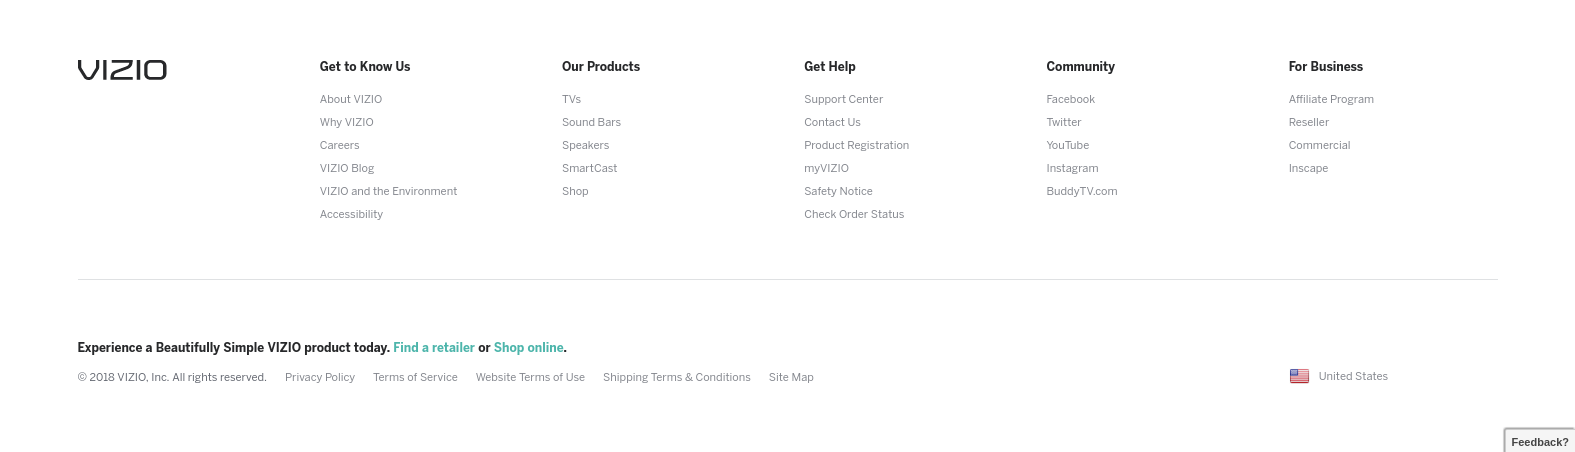 VIZIO
Get to Know Us
About VIZIO
Why VIZIO
Careers
VIZIO Blog
VIZIO and the Environment
Accessibility
Our Products
TVs
Sound Bars
Speakers
SmartCast
Shop
Get Help
Support Center
Contact Us
Product Registration
myVIZIO
Safety Notice
Check Order Status
Community
Facebook
Twitter
YouTube
Instagram
BuddyTV.com
For Business
Affiliate Program
Reseller
Commercial
Inscape
Experience a Beautifully Simple VIZIO product today. Find a retailer or Shop online.
© 2018 VIZIO, Inc. All rights reserved. Privacy Policy Terms of Service Website Terms of Use Shipping Terms & Conditions Site Map
United States
Feedback?